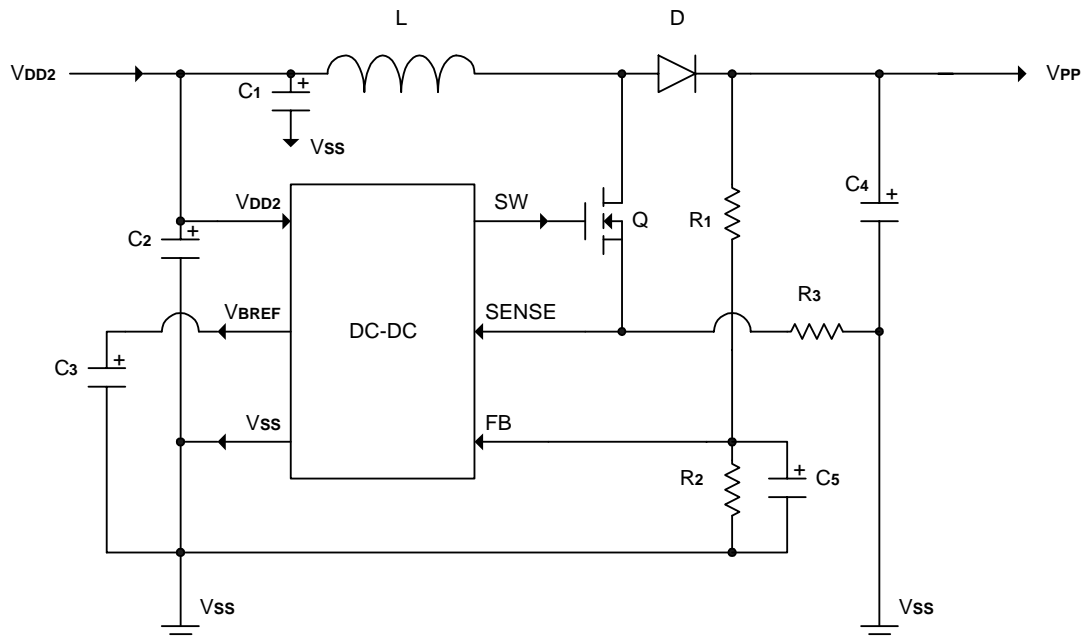 L
D
VDD2
VPP
C1 +
VSS
C4 +
VDD2
SW
Q
R1
C2 +
VBREF
SENSE
R3
DC-DC
C3 +
VSS
FB
R2
+ C5
VSS
VSS